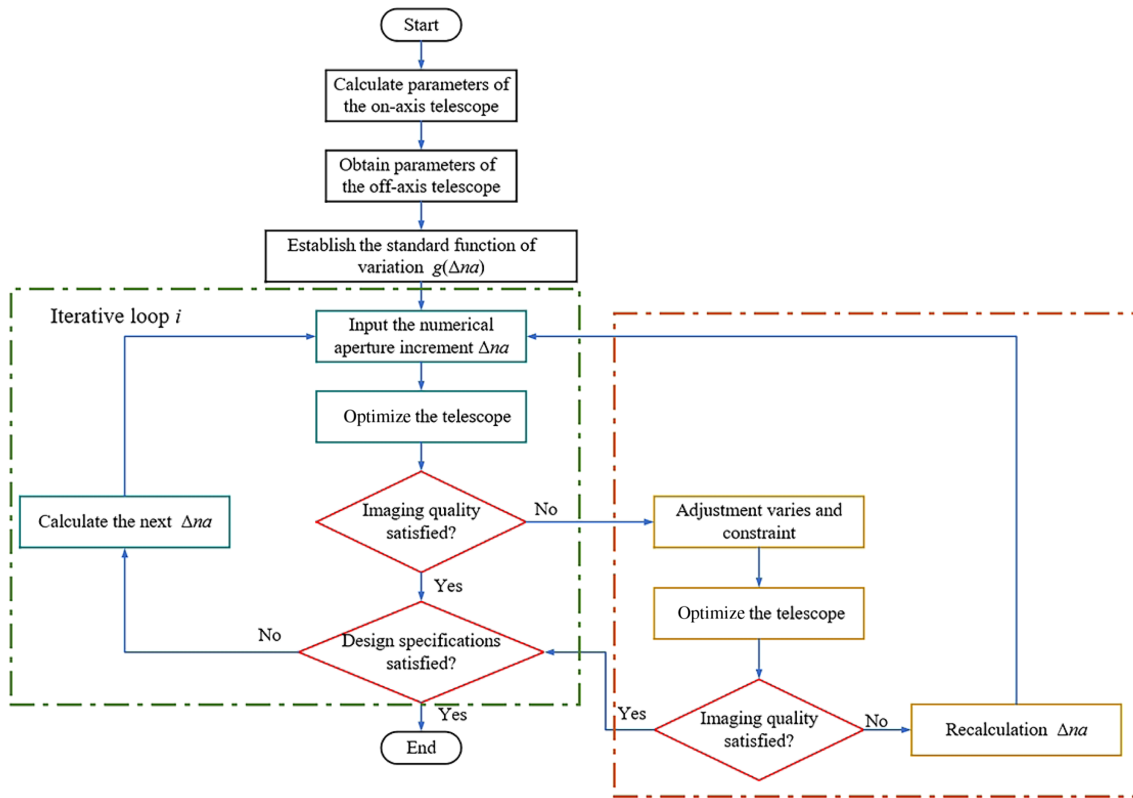 Start
Calculate parameters of
the on-axis telescope
Obtain parameters of
the off-axis telescope
Establish the standard function of
variation g(Δna)
Iterative loop i
Input the numerical
aperture increment Δna
Optimize the telescope
Imaging quality
satisfied?
No
Yes
Calculate the next Δna
Design specifications
satisfied?
No
Yes
End
Adjustment varies and
constraint
Optimize the telescope
Imaging quality
satisfied?
Yes
No
Recalculation Δna